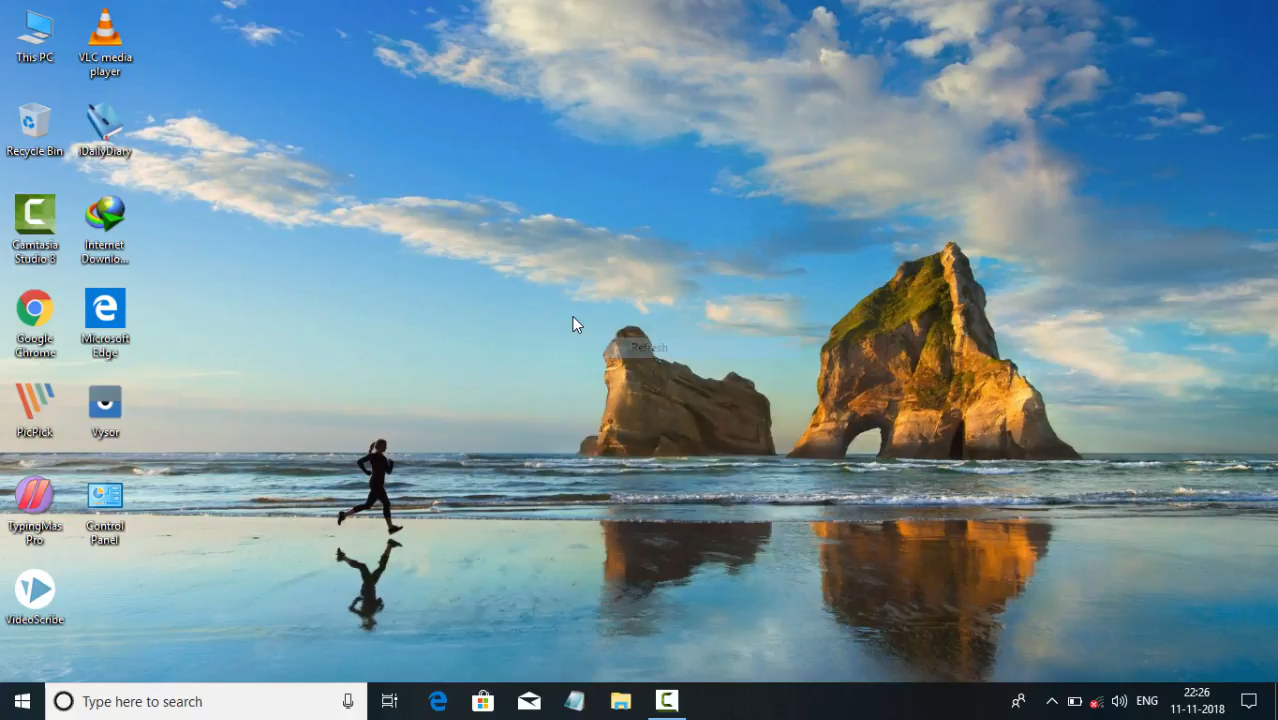 This PC
VLC media
player
Recycle Bin
iDailyDiary
Camtasia
Studio 8
Internet
Downlo...
Google
Chrome
Microsoft
Edge
PicPick
Vysor
TypingMas
Pro
Control
Panel
VideoScribe
Refresh
Type here to search
ENG
22:26
11-11-2018